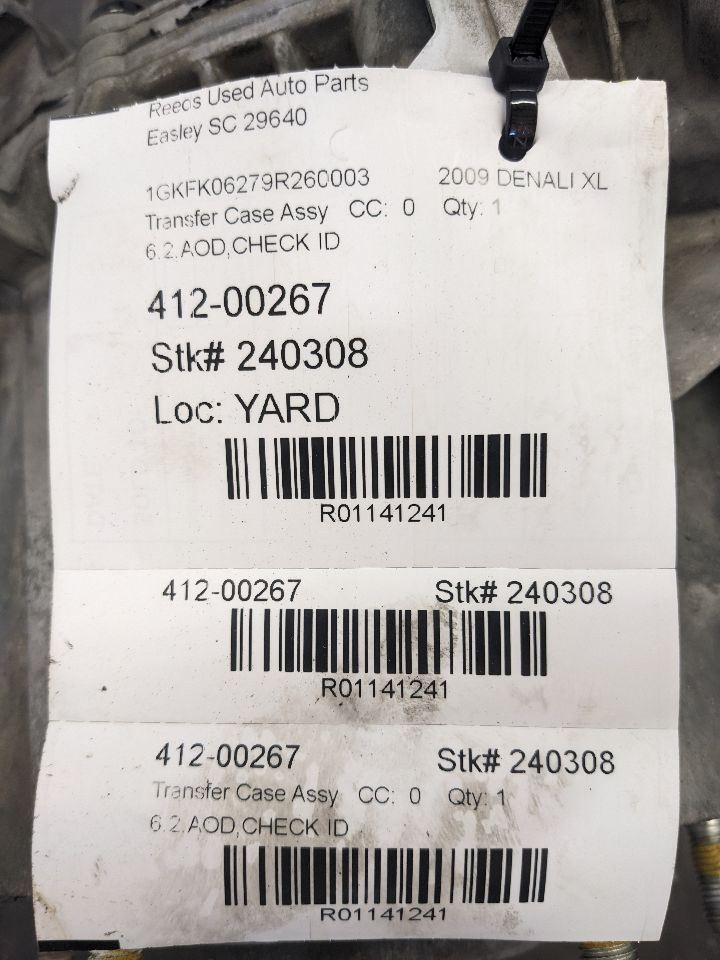 Reeds Used Auto Parts
Easley SC 29640
1GKFK06279R260003 2009 DENALI XL
Transfer Case Assy CC: 0 Qty: 1
6.2.AOD,CHECK ID
412-00267
Stk# 240308
Loc: YARD
R01141241
412-00267 Stk# 240308
R01141241
412-00267 Stk# 240308
Transfer Case Assy CC: 0 Qty: 1
6.2.AOD,CHECK ID
R01141241